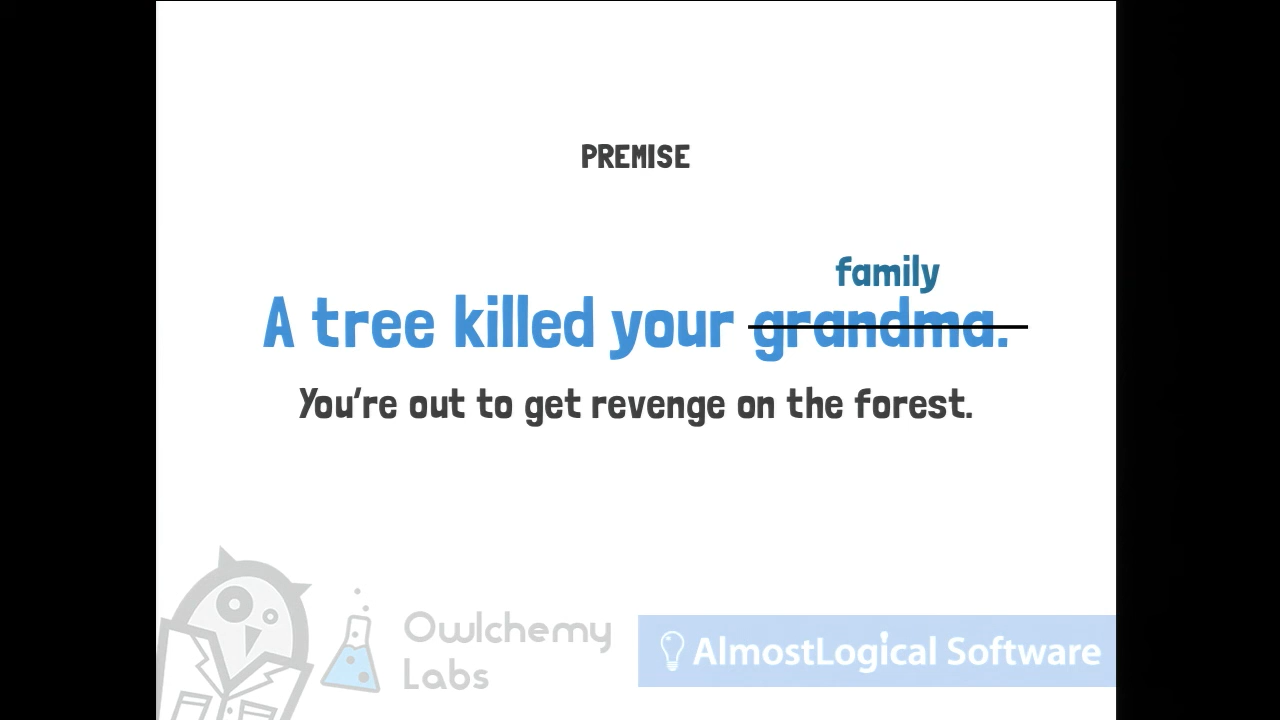 PREMISE
family
A tree killed your grandma.
You're out to get revenge on the forest.
Owlchemy
Labs
AlmostLogical Software